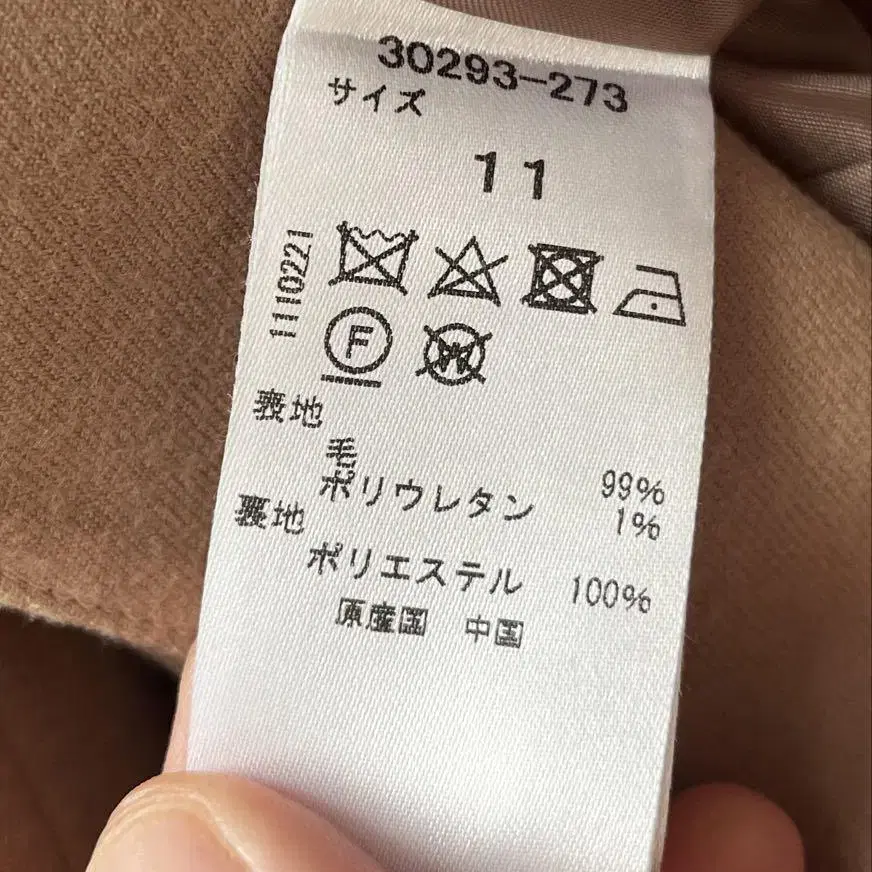 30293-273
サイズ
11
1110221
F
W
表地
毛 99%
ポリウレタン 1%
裏地
ポリエステル 100%
原産国 中国